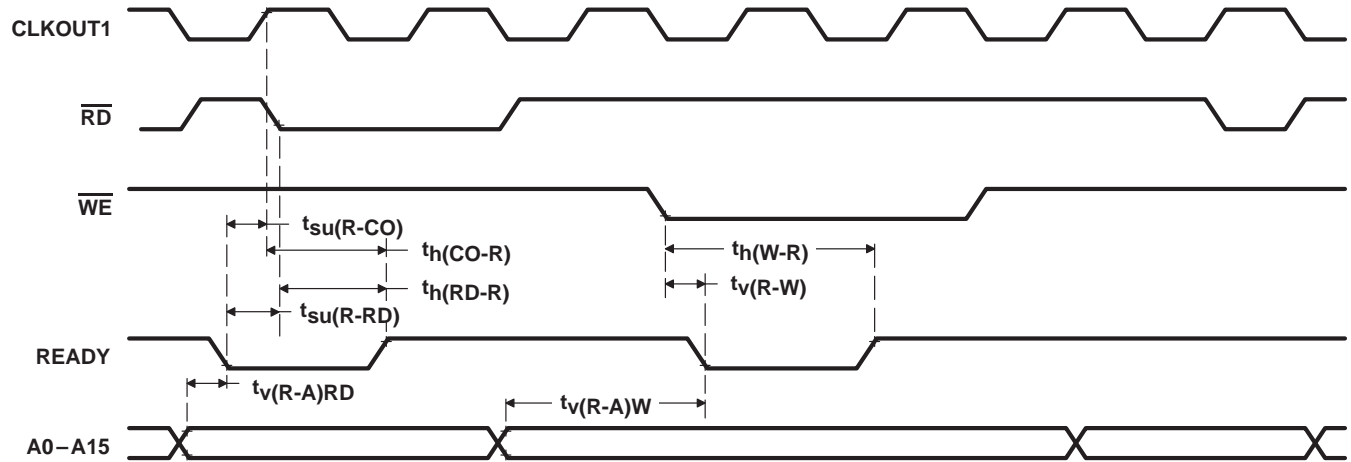 CLKOUT1
RD
WE
tsu(R-CO)
th(CO-R)
th(W-R)
th(RD-R)
tv(R-W)
tsu(R-RD)
READY
tv(R-A)RD
tv(R-A)W
A0–A15